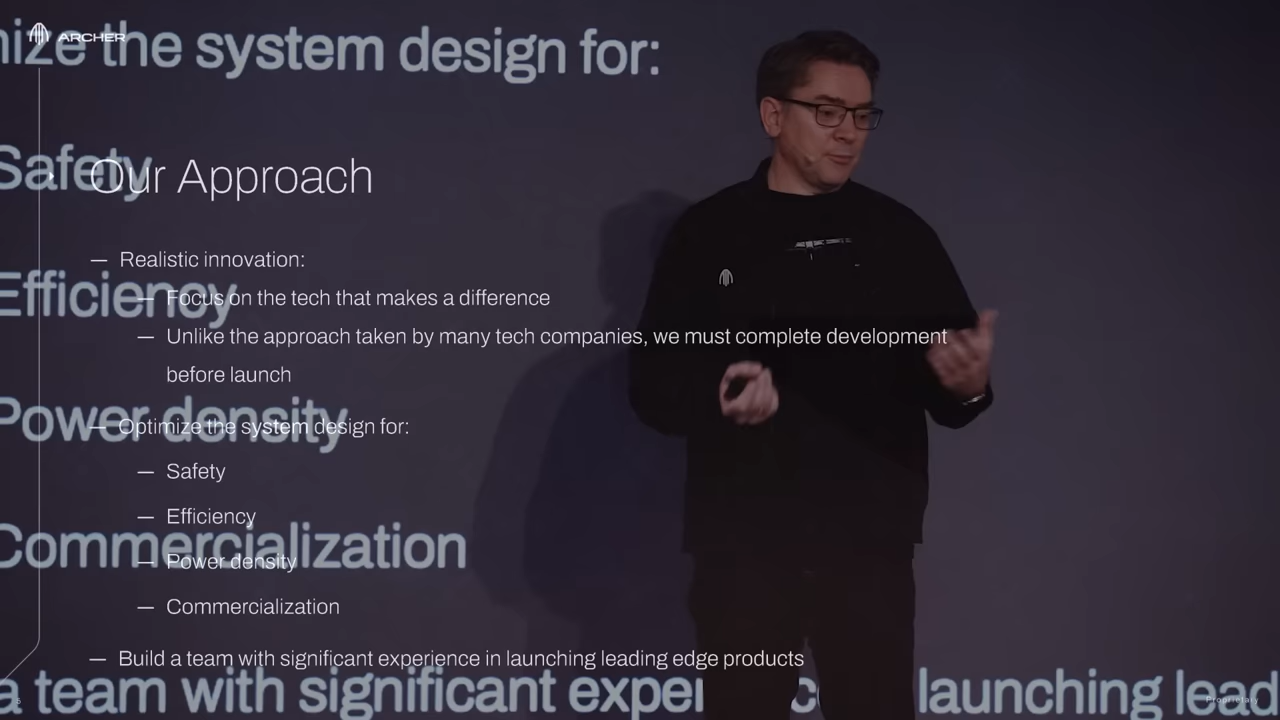 ARCHER
nize the system design for:
Safety
Our Approach
— Realistic innovation:
Efficiency
— Focus on the tech that makes a difference
— Unlike the approach taken by many tech companies, we must complete development
before launch
Power density
— Optimize the system design for:
— Safety
— Efficiency
Commercialization
— Power density
— Commercialization
— Build a team with significant experience in launching leading edge products
a team with significant exper c launching lead
5
Proprietary